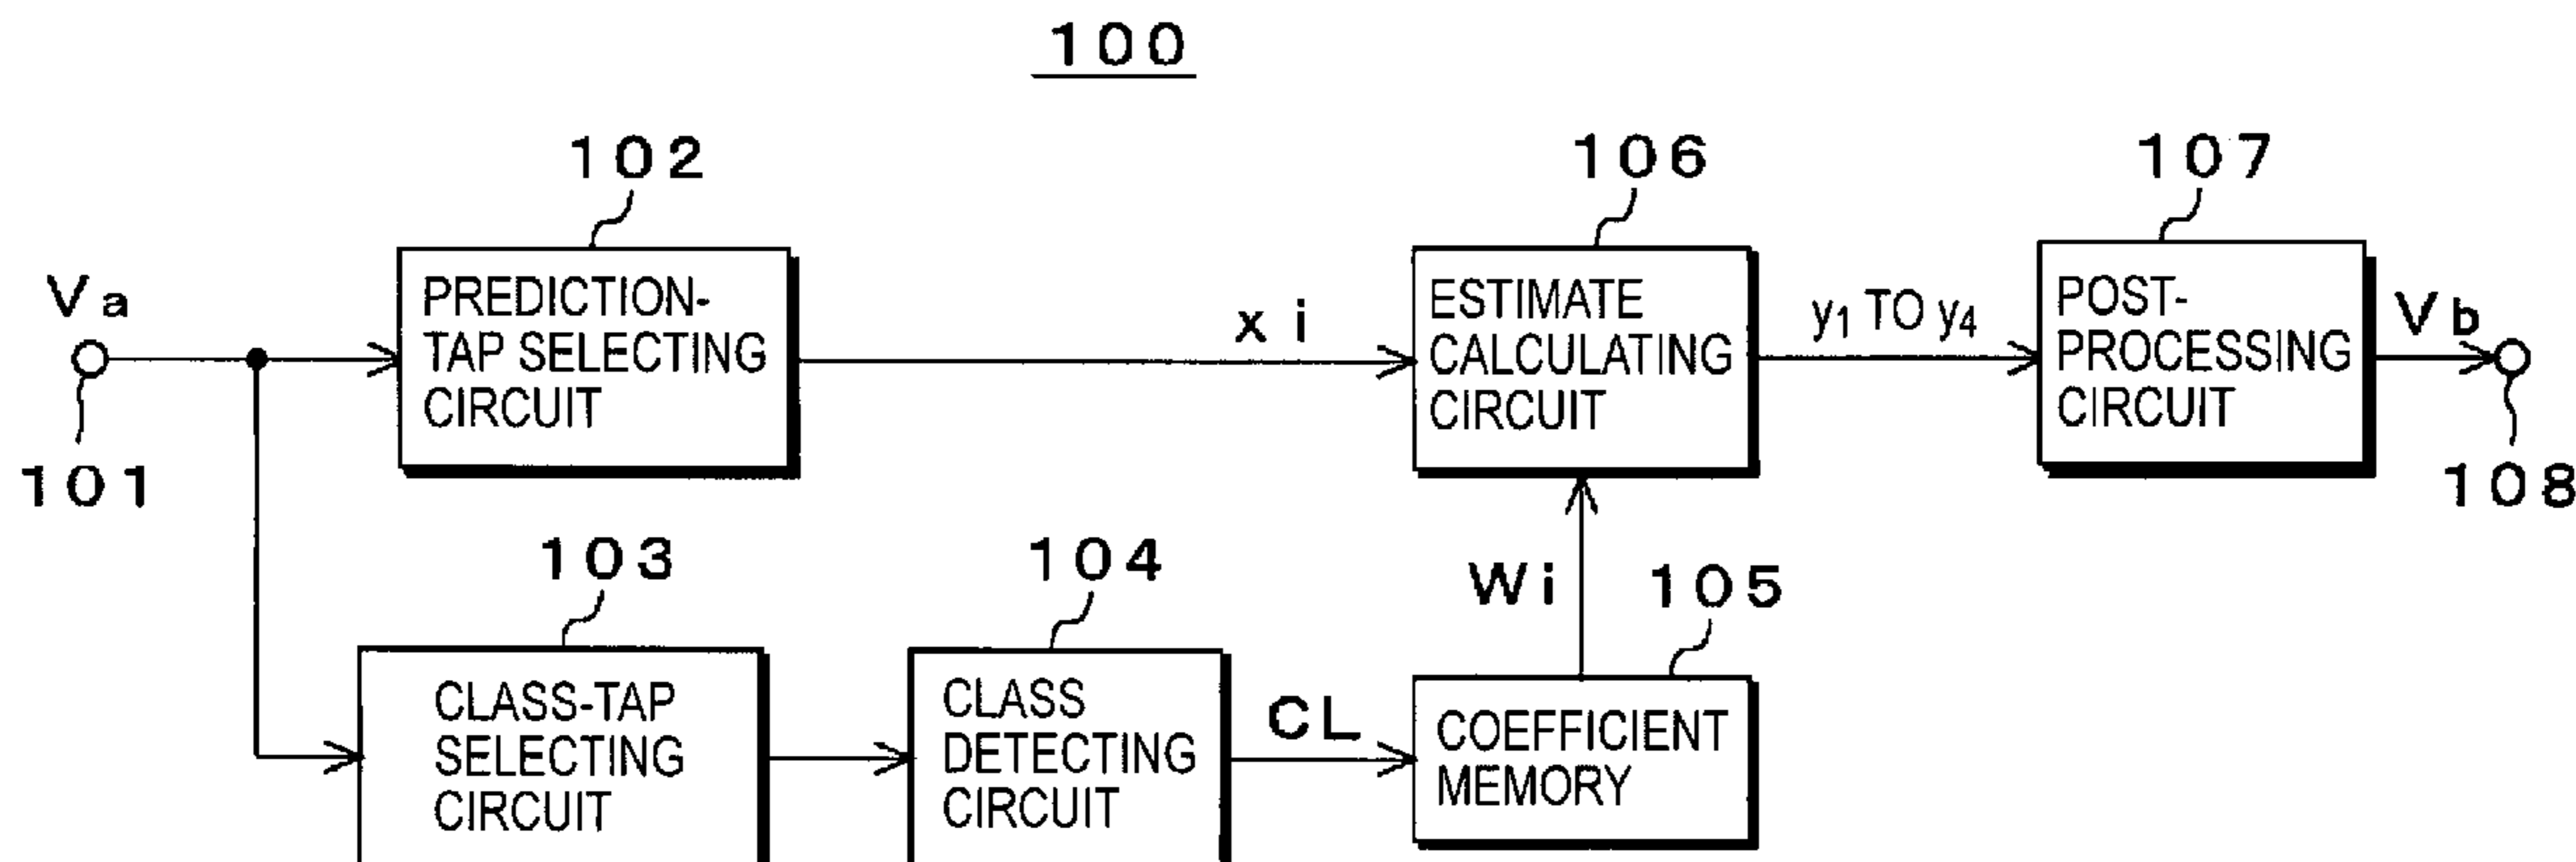 100
102
106
107
Va
PREDICTION-
TAP SELECTING
CIRCUIT
xi
ESTIMATE
CALCULATING
CIRCUIT
y1 TO y4
POST-
PROCESSING
CIRCUIT
Vb
101
108
103
104
Wi
105
CLASS-TAP
SELECTING
CIRCUIT
CLASS
DETECTING
CIRCUIT
CL
COEFFICIENT
MEMORY